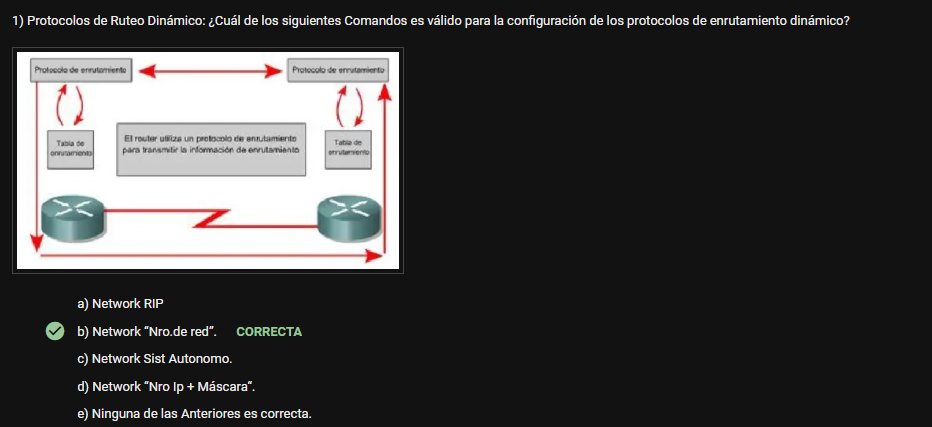 1) Protocolos de Ruteo Dinámico: ¿Cuál de los siguientes Comandos es válido para la configuración de los protocolos de enrutamiento dinámico?
Protocolo de enrutamiento
Protocolo de enrutamiento
Tabla de
enrutamiento
El router utiliza un protocolo de enrutamiento
para transmitir la información de enrutamiento
Tabla de
enrutamiento
a) Network RIP
b) Network “Nro.de red”. CORRECTA
c) Network Sist Autonomo.
d) Network “Nro Ip + Máscara“.
e) Ninguna de las Anteriores es correcta.